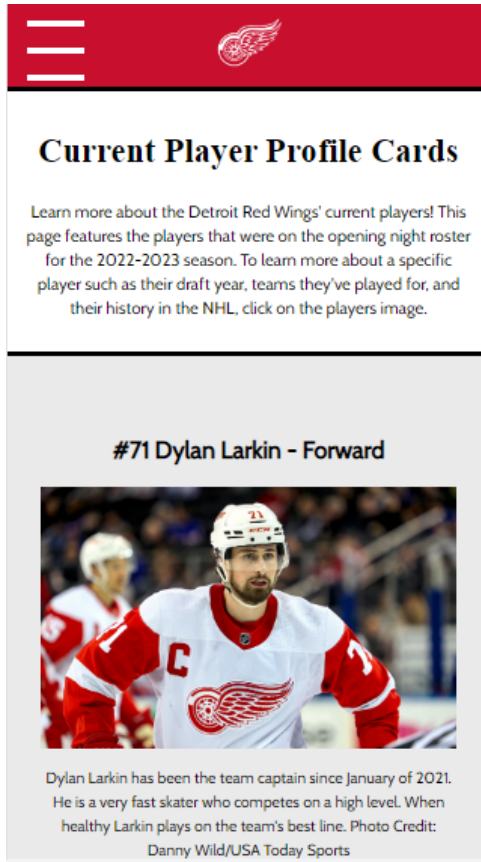 Current Player Profile Cards
Learn more about the Detroit Red Wings' current players! This
page features the players that were on the opening night roster
for the 2022-2023 season. To learn more about a specific
player such as their draft year, teams they've played for, and
their history in the NHL, click on the players image.
#71 Dylan Larkin - Forward
71
CCM
71
C
71
Dylan Larkin has been the team captain since January of 2021.
He is a very fast skater who competes on a high level. When
healthy Larkin plays on the team's best line. Photo Credit:
Danny Wild/USA Today Sports